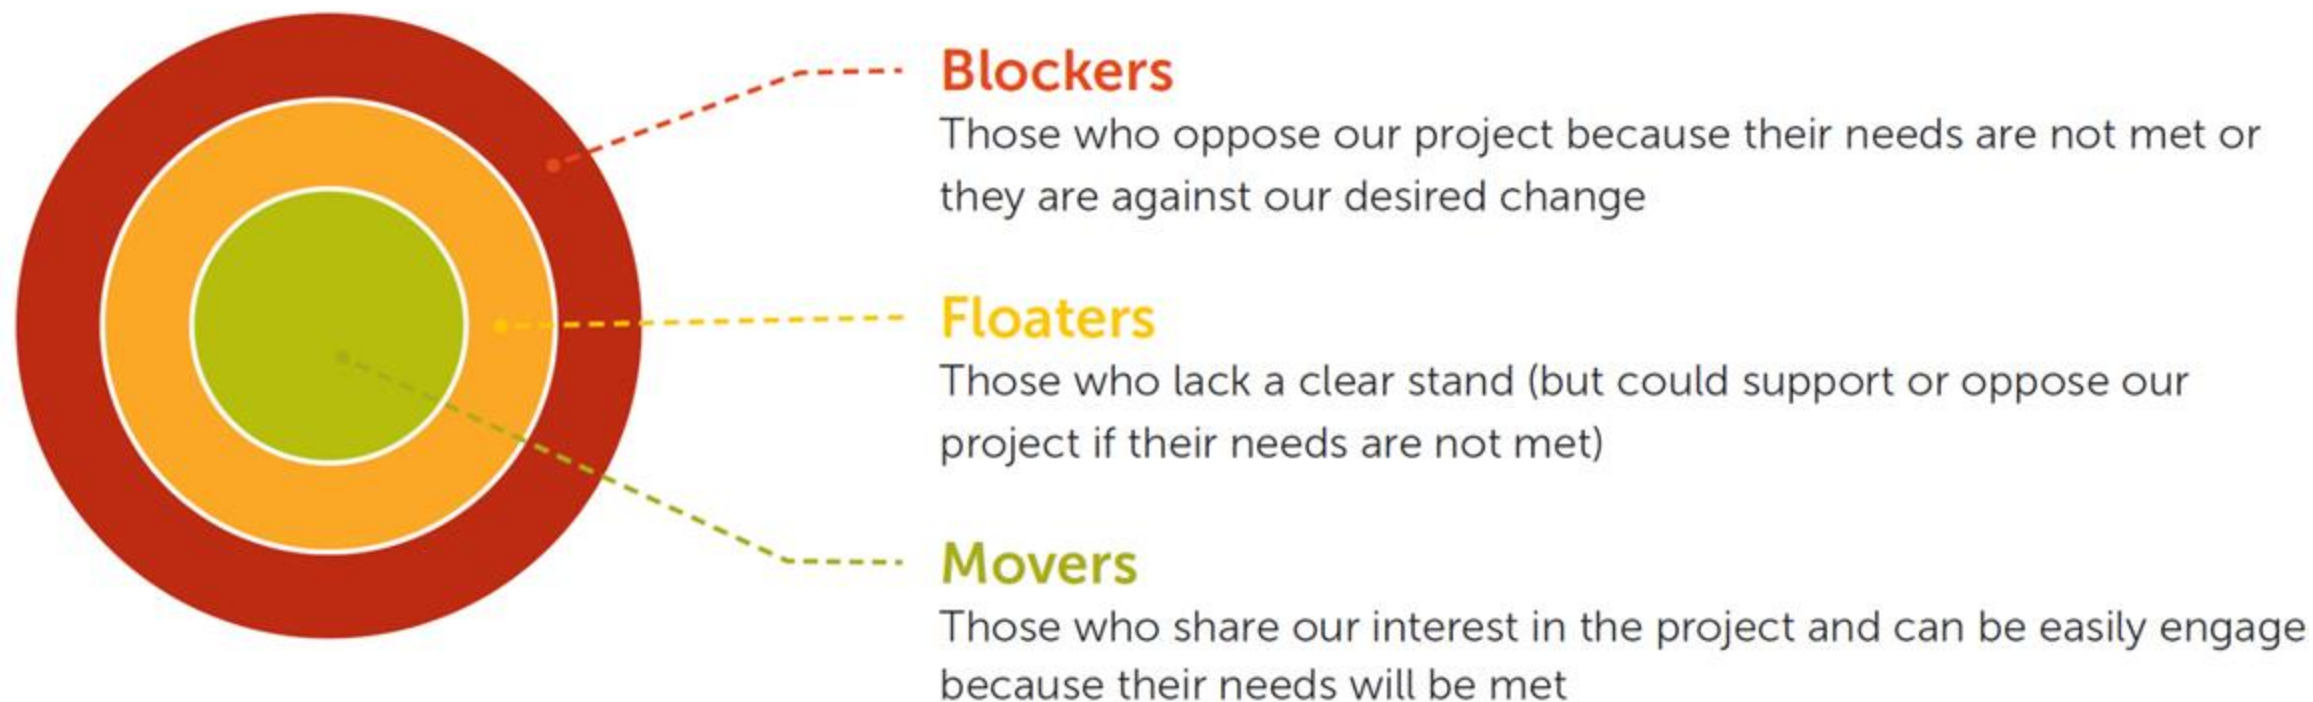 Blockers
Those who oppose our project because their needs are not met or
they are against our desired change
Floaters
Those who lack a clear stand (but could support or oppose our
project if their needs are not met)
Movers
Those who share our interest in the project and can be easily engage
because their needs will be met